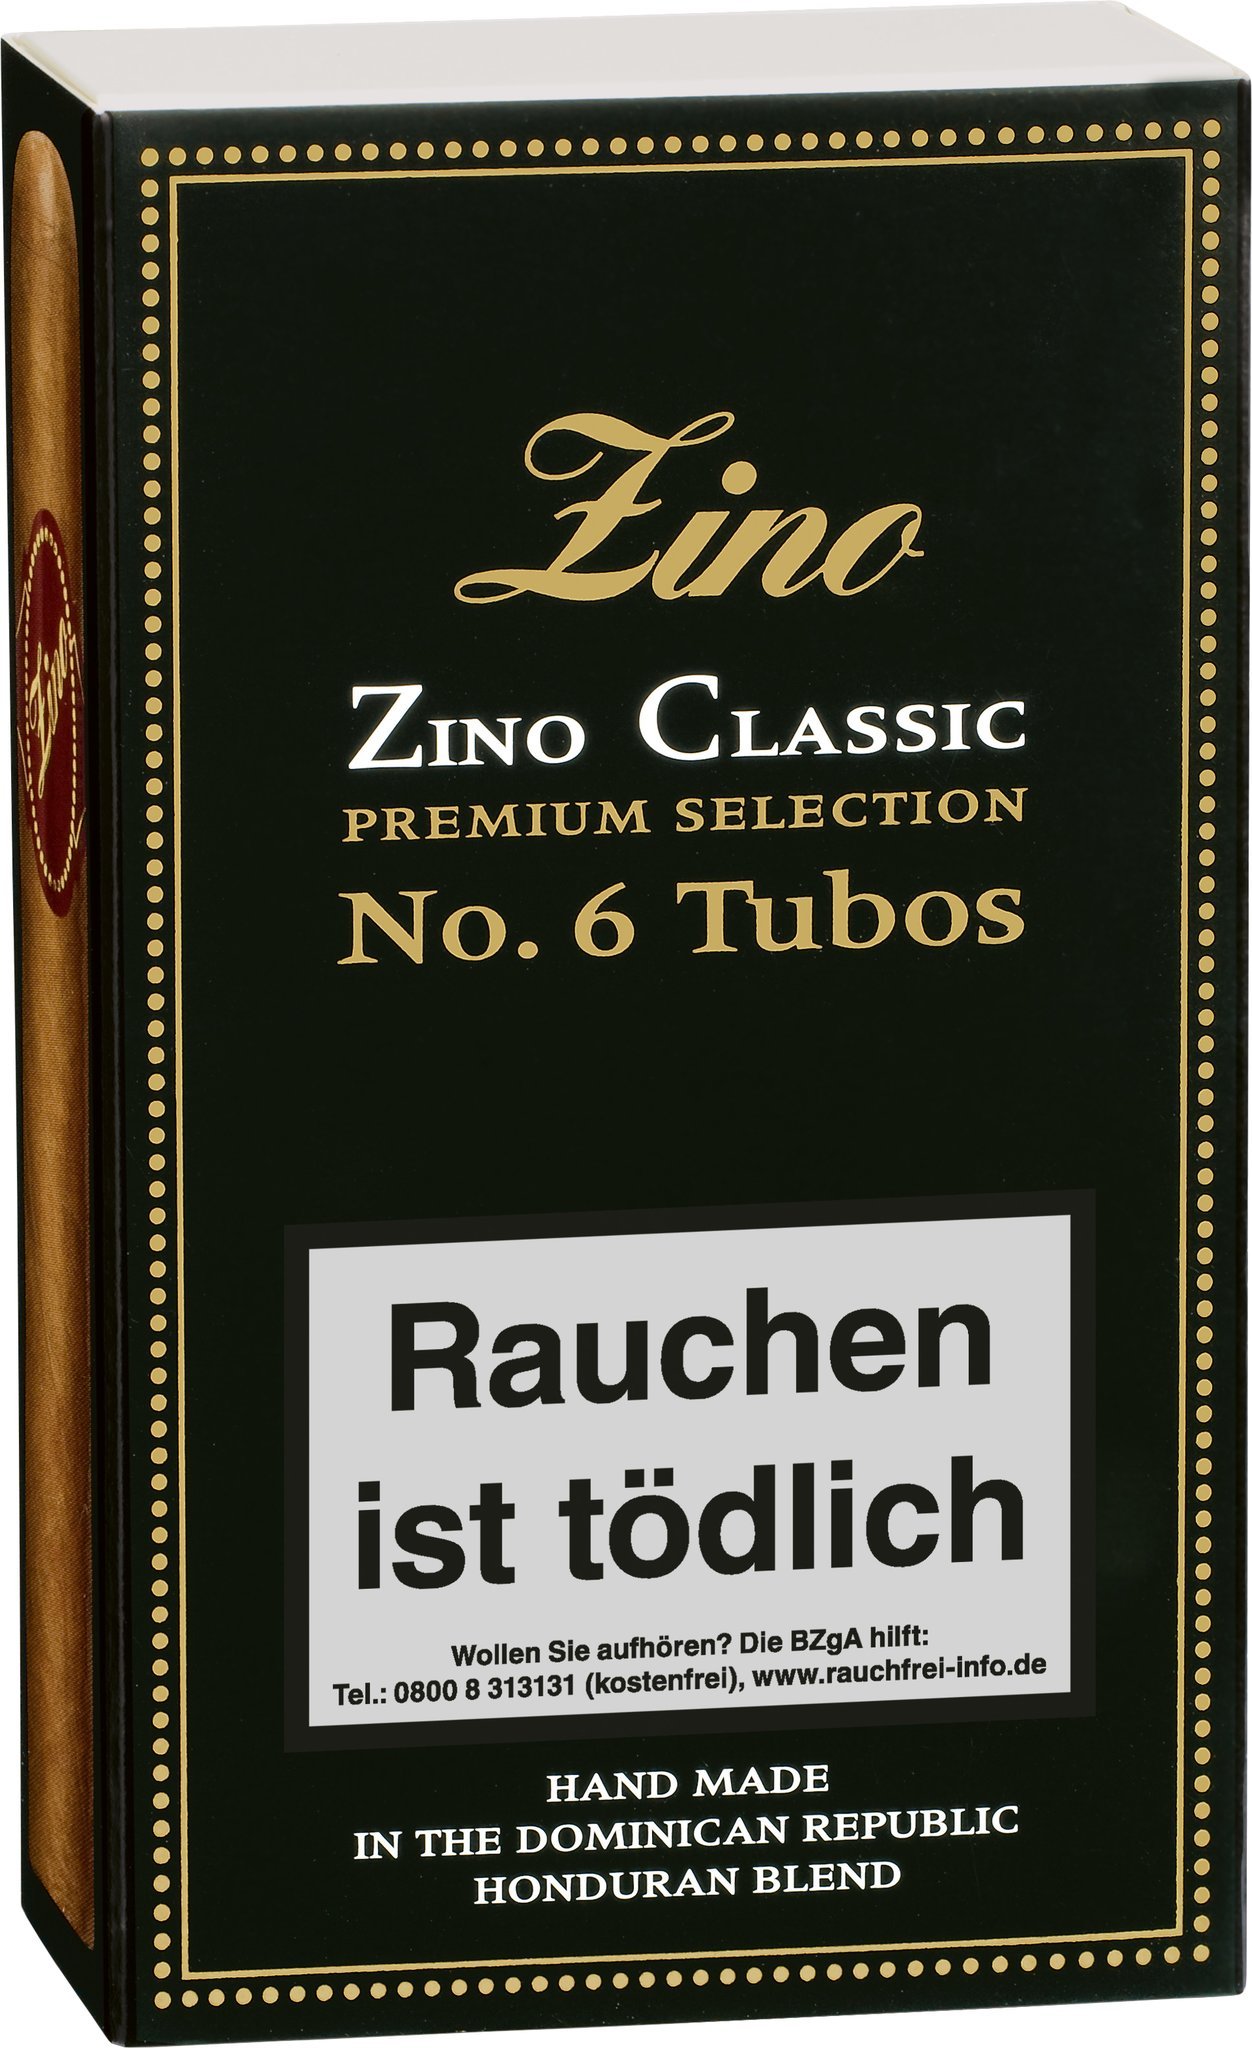 Zino
ZINO CLASSIC
PREMIUM SELECTION
No. 6 Tubos
Rauchen
ist tödlich
Wollen Sie aufhören? Die BZgA hilft:
Tel.: 0800 8 313131 (kostenfrei), www.rauchfrei-info.de
HAND MADE
IN THE DOMINICAN REPUBLIC
HONDURAN BLEND
Zino